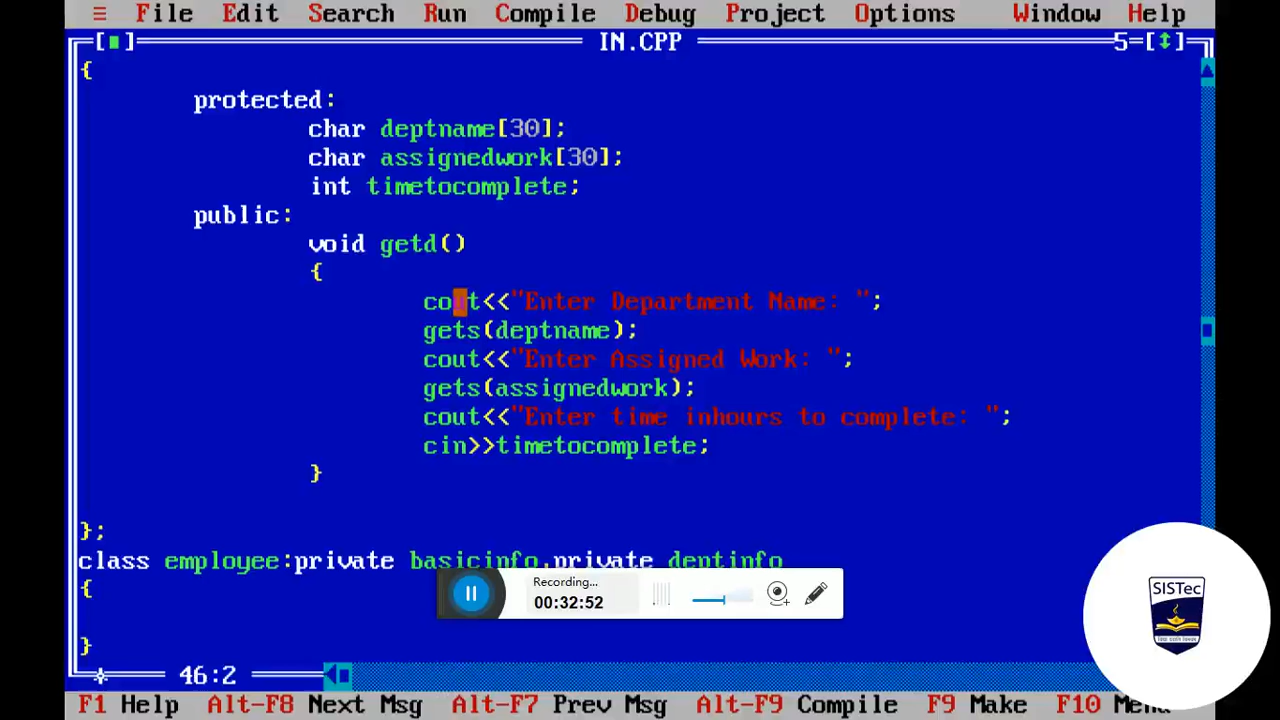 ≡ File Edit Search Run Compile Debug Project Options Window Help
[■] IN.CPP 5=[↕]
{
protected:
char deptname[30];
char assignedwork[30];
int timetocomplete;
public:
void getd()
{
cout<<"Enter Department Name: ";
gets(deptname);
cout<<"Enter Assigned Work: ";
gets(assignedwork);
cout<<"Enter time inhours to complete: ";
cin>>timetocomplete;
}
};
class employee:private basicinfo,private deptinfo
{
}
Recording...
00:32:52
SISTec
46:2
F1 Help Alt-F8 Next Msg Alt-F7 Prev Msg Alt-F9 Compile F9 Make F10 Menu